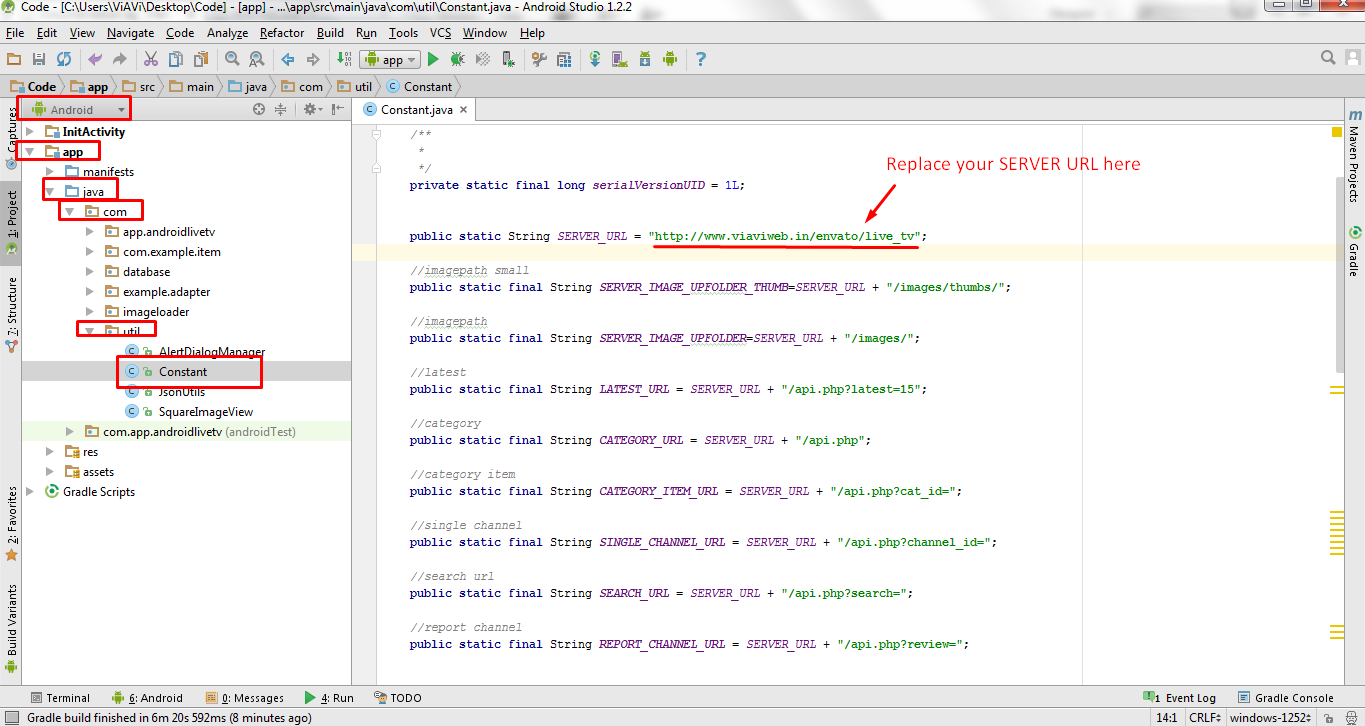 Code - [C:\Users\ViAVi\Desktop\Code] - [app] - ...\app\src\main\java\com\util\Constant.java - Android Studio 1.2.2
File Edit View Navigate Code Analyze Refactor Build Run Tools VCS Window Help
app
Code app src main java com util Constant
Android
Constant.java
Captures
1: Project
7: Structure
2: Favorites
Build Variants
InitActivity
app
manifests
java
com
app.androidlivetv
com.example.item
database
example.adapter
imageloader
util
AlertDialogManager
Constant
JsonUtils
SquareImageView
com.app.androidlivetv (androidTest)
res
assets
Gradle Scripts
/**
*
*/
private static final long serialVersionUID = 1L;
Replace your SERVER URL here
public static String SERVER_URL = "http://www.viaviweb.in/envato/live_tv";
//imagepath small
public static final String SERVER_IMAGE_UPFOLDER_THUMB=SERVER_URL + "/images/thumbs/";
//imagepath
public static final String SERVER_IMAGE_UPFOLDER=SERVER_URL + "/images/";
//latest
public static final String LATEST_URL = SERVER_URL + "/api.php?latest=15";
//category
public static final String CATEGORY_URL = SERVER_URL + "/api.php";
//category item
public static final String CATEGORY_ITEM_URL = SERVER_URL + "/api.php?cat_id=";
//single channel
public static final String SINGLE_CHANNEL_URL = SERVER_URL + "/api.php?channel_id=";
//search url
public static final String SEARCH_URL = SERVER_URL + "/api.php?search=";
//report channel
public static final String REPORT_CHANNEL_URL = SERVER_URL + "/api.php?review=";
Maven Projects
Gradle
Terminal 6: Android 0: Messages 4: Run TODO 1 Event Log Gradle Console
Gradle build finished in 6m 20s 592ms (8 minutes ago) 14:1 CRLF windows-1252